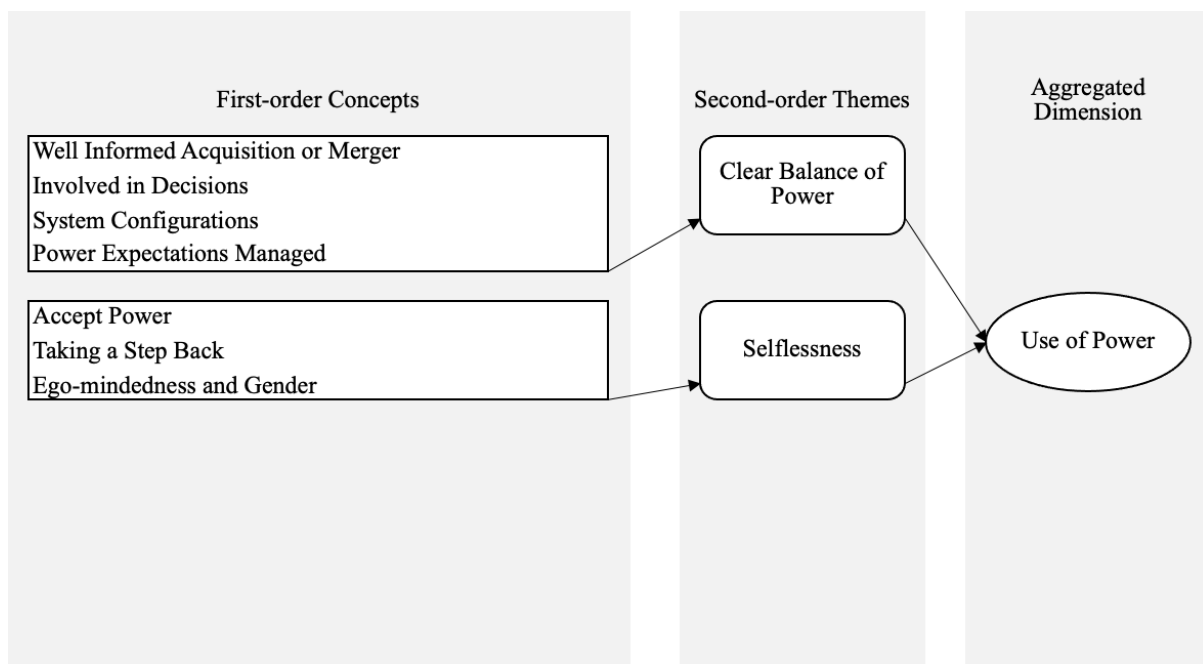 First-order Concepts
Second-order Themes
Aggregated
Dimension
Well Informed Acquisition or Merger
Involved in Decisions
System Configurations
Power Expectations Managed
Clear Balance of
Power
Accept Power
Taking a Step Back
Ego-mindedness and Gender
Selflessness
Use of Power